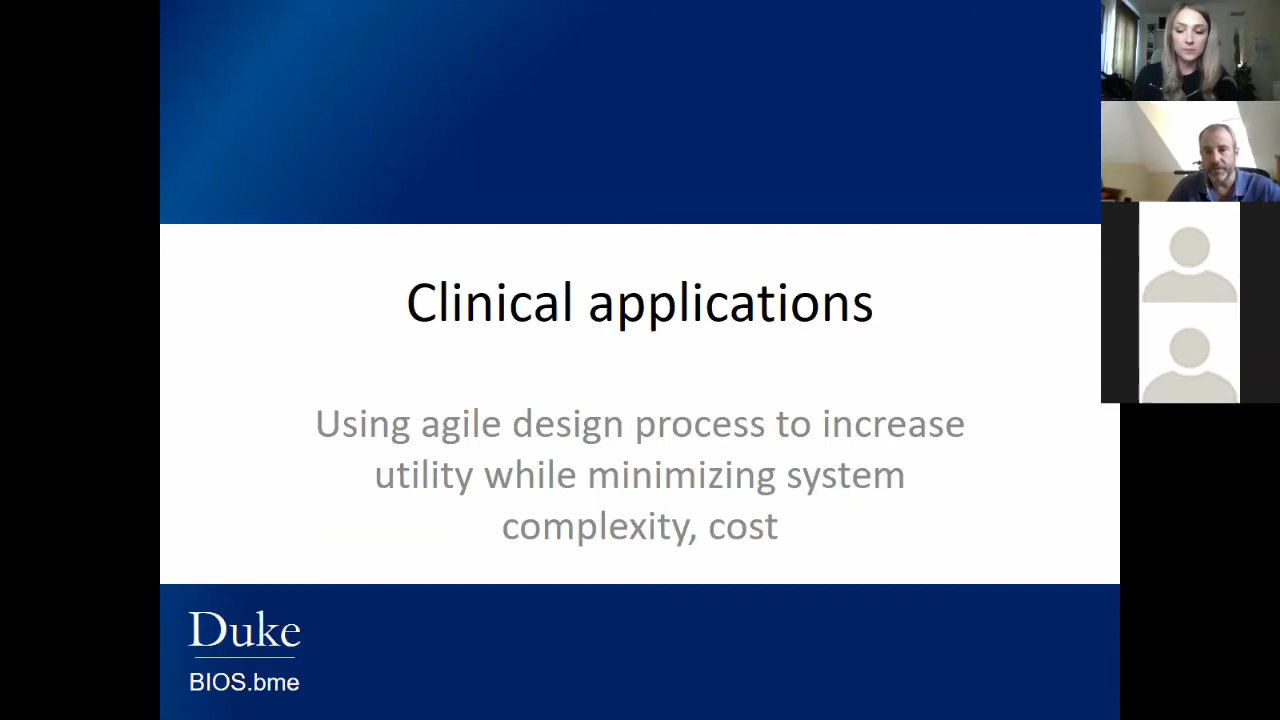 Clinical applications
Using agile design process to increase
utility while minimizing system
complexity, cost
Duke
BIOS.bme